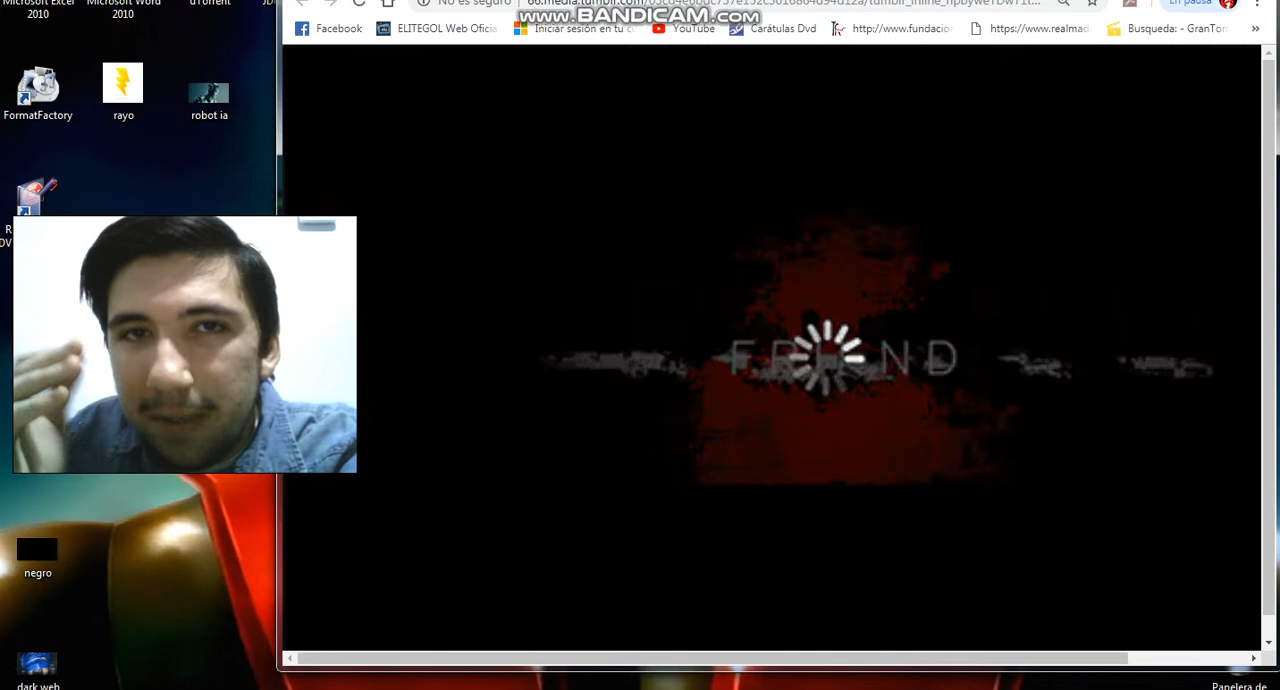 Microsoft Excel 2010
Microsoft Word 2010
uTorrent
FormatFactory
rayo
robot ia
negro
dark web
No es seguro
www.BANDICAM.com
En pausa
Facebook
ELITEGOL Web Oficia
Iniciar sesión en tu c
YouTube
Carátulas Dvd
http://www.fundacio
https://www.realmad
Busqueda: - GranTorr
»
FRIEND
Papelera de